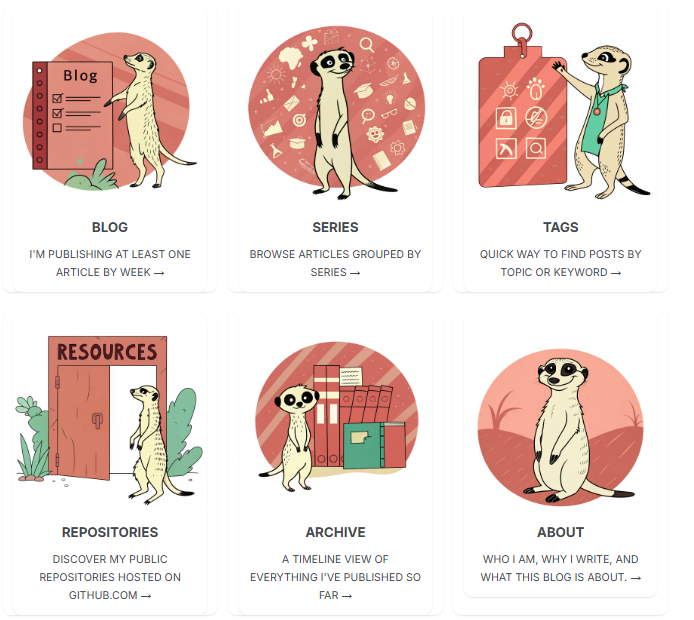 Blog
BLOG
I'M PUBLISHING AT LEAST ONE
ARTICLE BY WEEK →
SERIES
BROWSE ARTICLES GROUPED BY
SERIES →
TAGS
QUICK WAY TO FIND POSTS BY
TOPIC OR KEYWORD →
RESOURCES
REPOSITORIES
DISCOVER MY PUBLIC
REPOSITORIES HOSTED ON
GITHUB.COM →
ARCHIVE
A TIMELINE VIEW OF
EVERYTHING I'VE PUBLISHED SO
FAR →
ABOUT
WHO I AM, WHY I WRITE, AND
WHAT THIS BLOG IS ABOUT. →